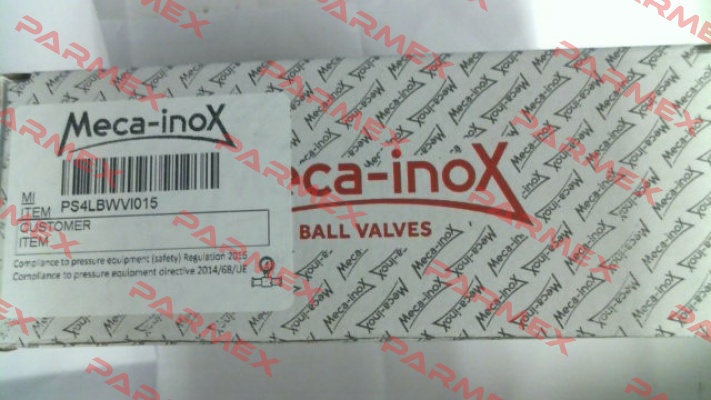 Meca-inoX
MI
ITEM PS4LBWVI015
CUSTOMER
ITEM
Compliance to pressure equipment (safety) Regulation 2016
Compliance to pressure equipment directive 2014/68/UE
eca-inoX
BALL VALVES
PARMEX